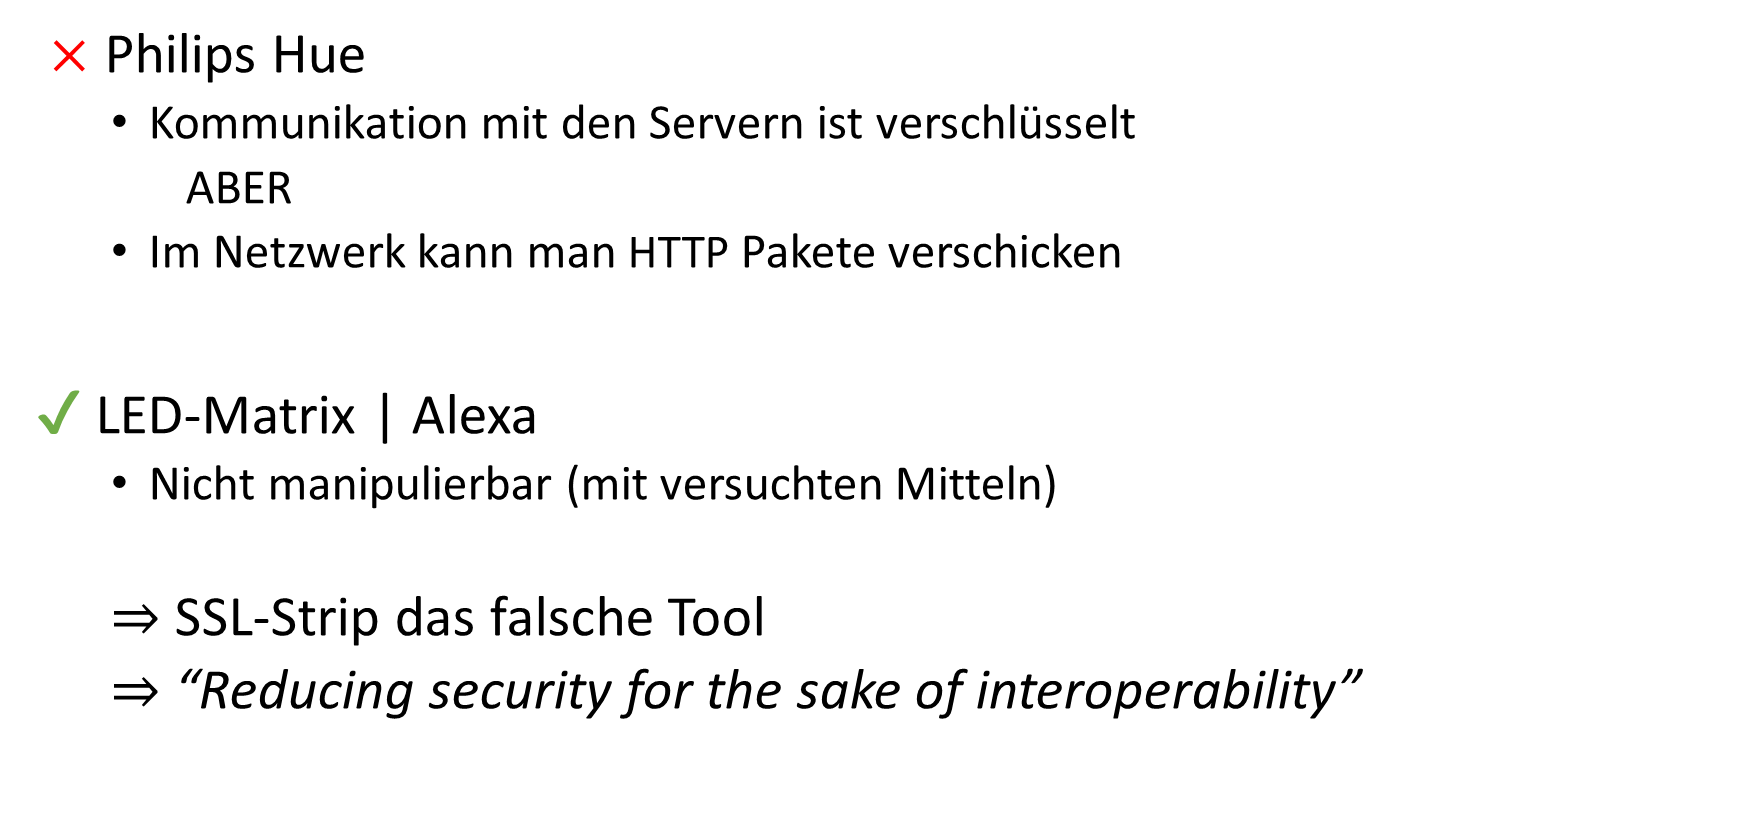 ✕ Philips Hue
• Kommunikation mit den Servern ist verschlüsselt
ABER
• Im Netzwerk kann man HTTP Pakete verschicken
✓ LED-Matrix | Alexa
• Nicht manipulierbar (mit versuchten Mitteln)
⇒ SSL-Strip das falsche Tool
⇒ “Reducing security for the sake of interoperability”